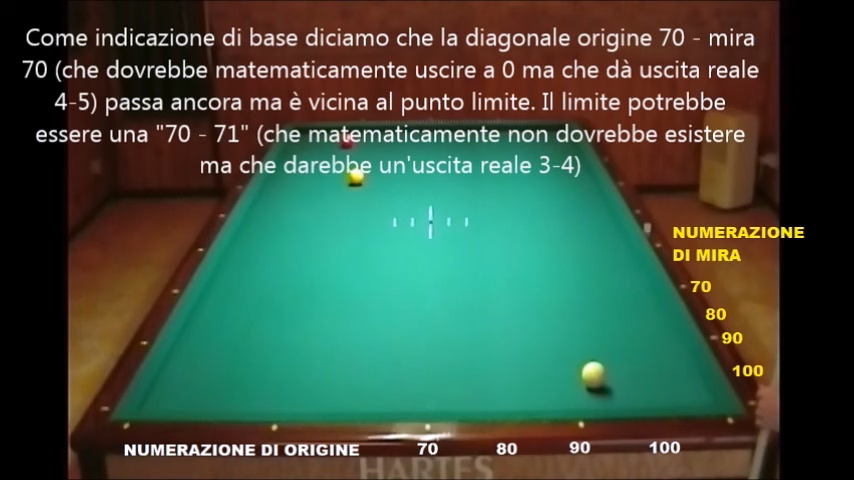 Come indicazione di base diciamo che la diagonale origine 70 - mira
70 (che dovrebbe matematicamente uscire a 0 ma che dà uscita reale
4-5) passa ancora ma è vicina al punto limite. Il limite potrebbe
essere una "70 - 71" (che matematicamente non dovrebbe esistere
ma che darebbe un'uscita reale 3-4)
NUMERAZIONE
DI MIRA
70
80
90
100
NUMERAZIONE DI ORIGINE 70 80 90 100
HARTES